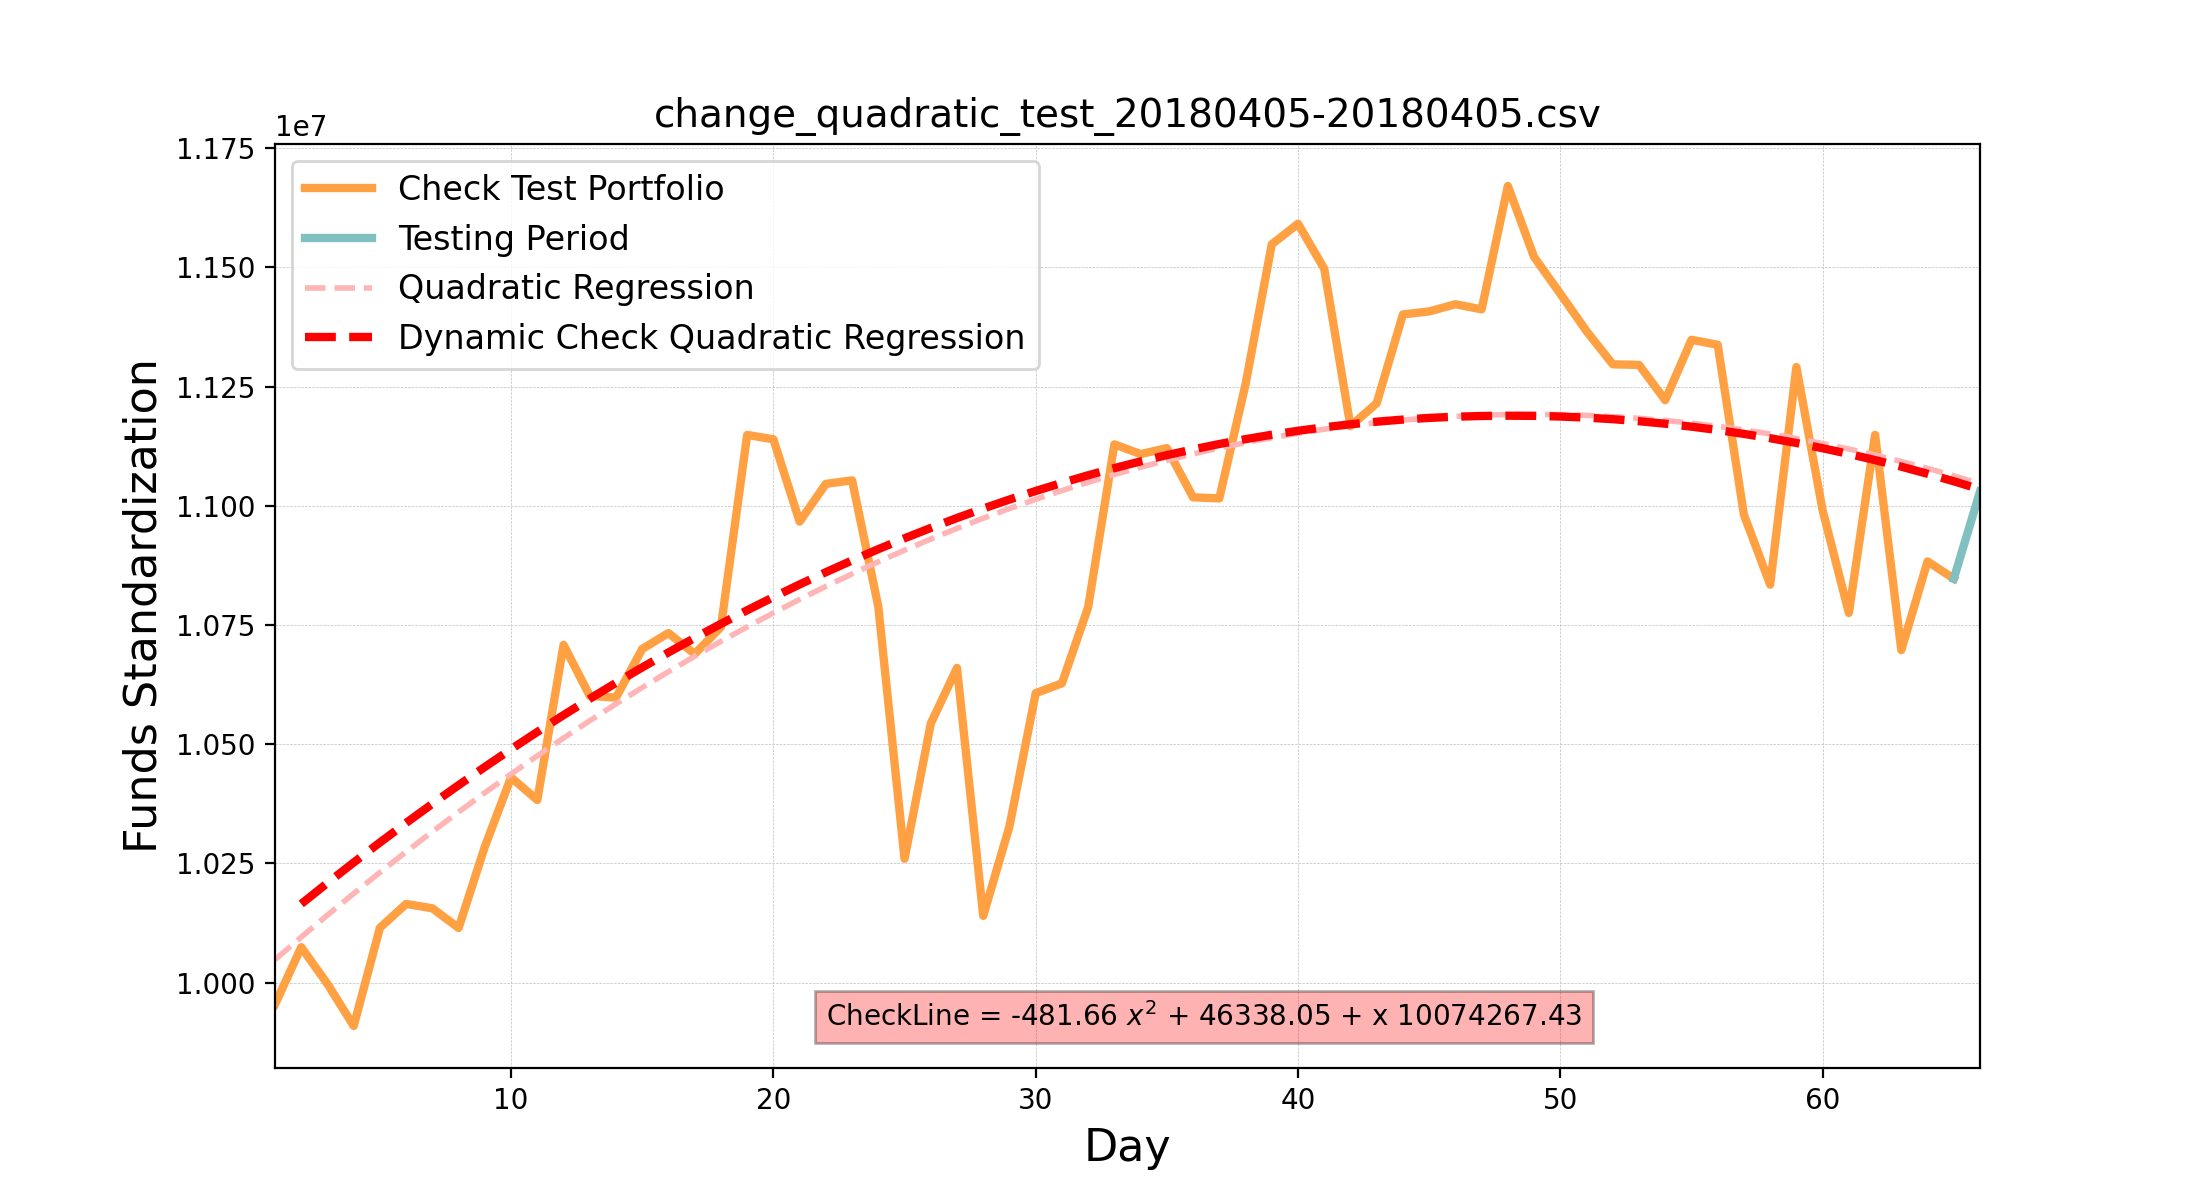 change_quadratic_test_20180405-20180405.csv
1e7
Check Test Portfolio
Testing Period
Quadratic Regression
Dynamic Check Quadratic Regression
Funds Standardization
1.175
1.150
1.125
1.100
1.075
1.050
1.025
1.000
CheckLine = -481.66 x² + 46338.05 + x 10074267.43
10 20 30 40 50 60
Day